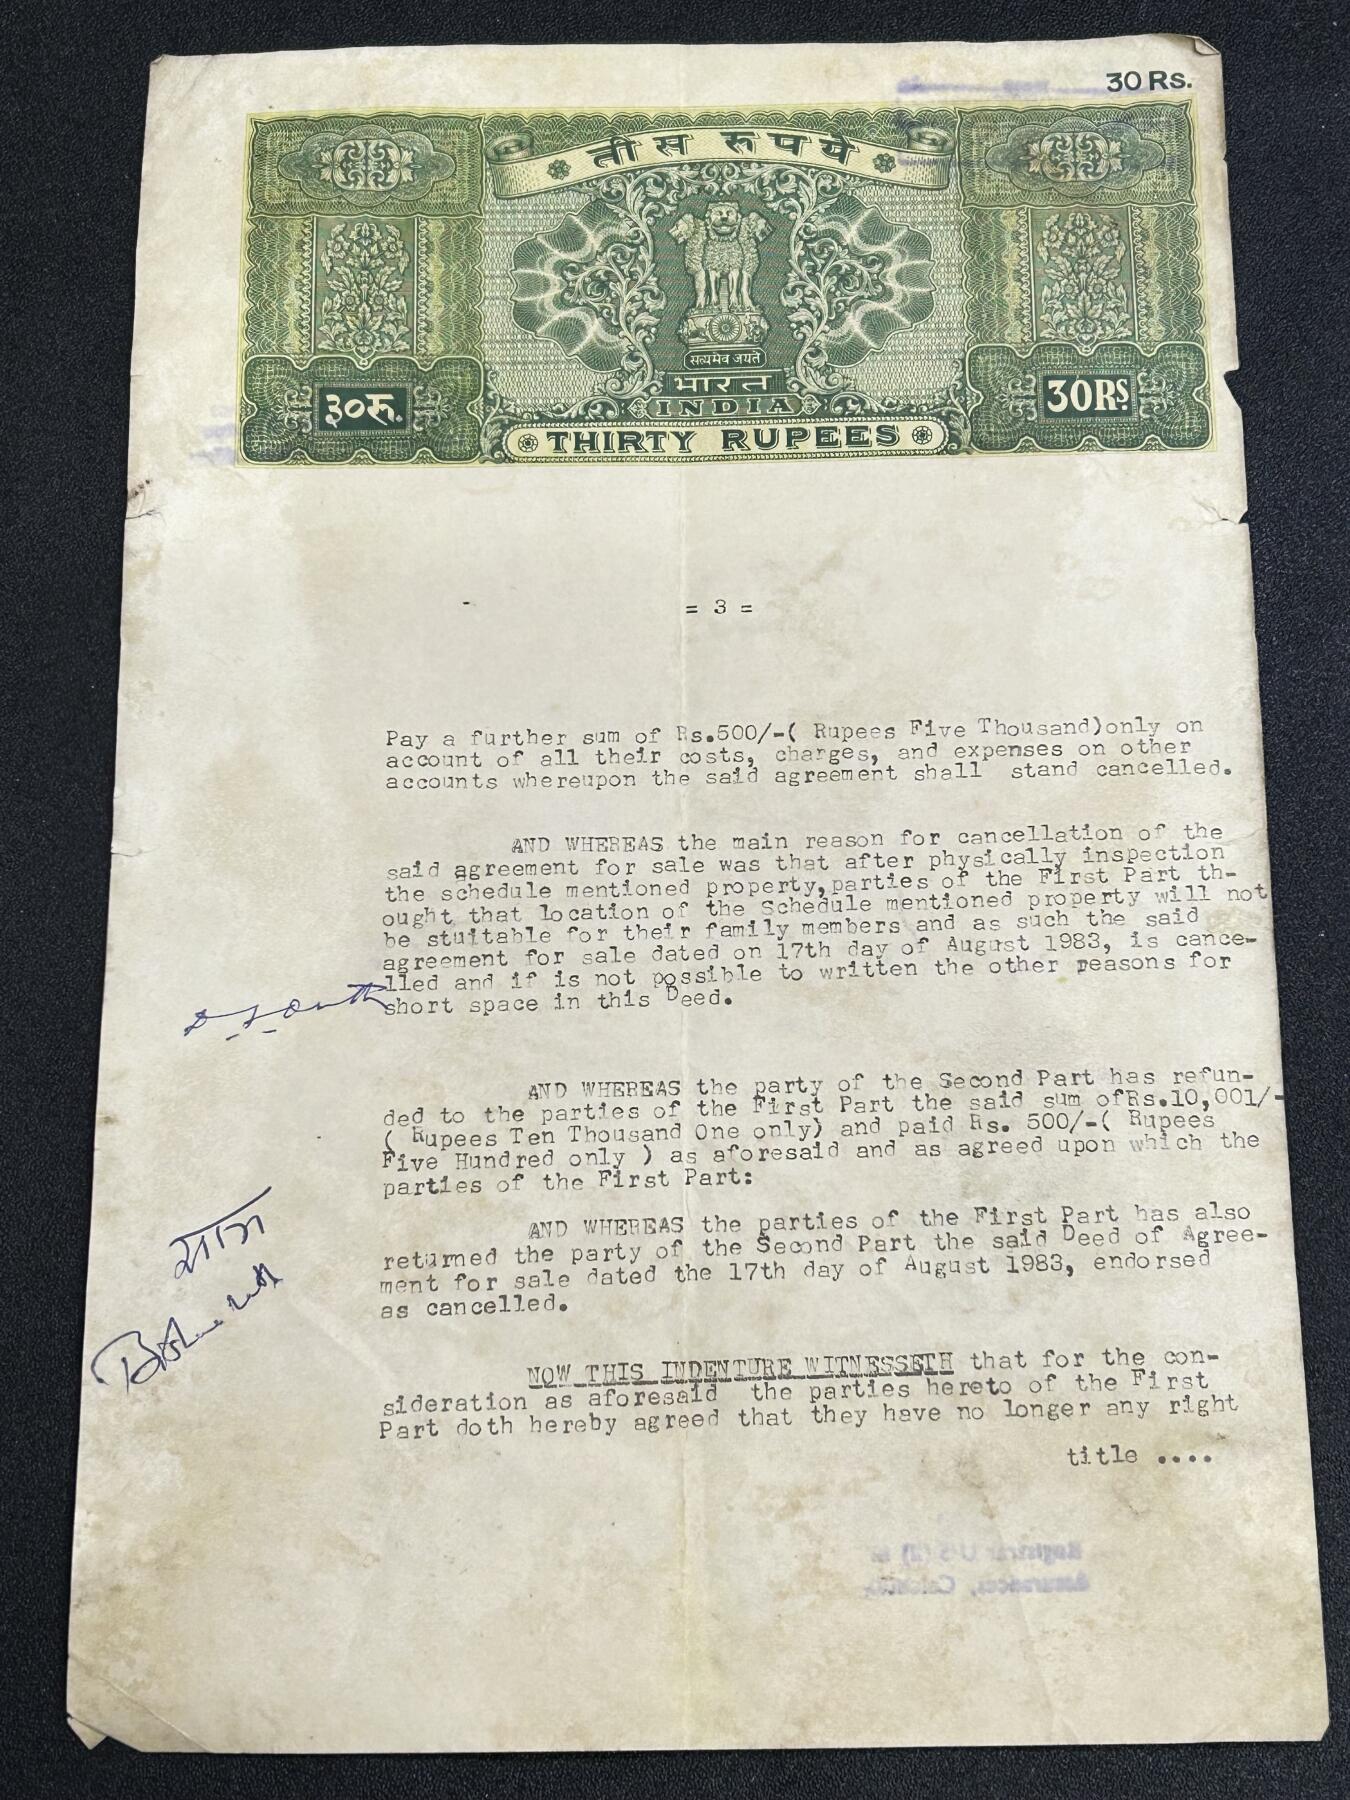 30 Rs.
तीस रुपये
सत्यमेव जयते
भारत
INDIA
३०रु.
30Rs.
THIRTY RUPEES
= 3 =
Pay a further sum of Rs.500/-( Rupees Five Thousand)only on
account of all their costs, charges, and expenses on other
accounts whereupon the said agreement shall stand cancelled.
AND WHEREAS the main reason for cancellation of the
said agreement for sale was that after physically inspection
the schedule mentioned property,parties of the First Part th-
ought that location of the Schedule mentioned property will not
be stuitable for their family members and as such the said
agreement for sale dated on 17th day of August 1983, is cance-
lled and if is not possible to written the other reasons for
short space in this Deed.
AND WHEREAS the party of the Second Part has refun-
ded to the parties of the First Part the said sum ofRs.10,001/-
( Rupees Ten Thousand One only) and paid Rs. 500/-( Rupees
Five Hundred only ) as aforesaid and as agreed upon which the
parties of the First Part:
AND WHEREAS the parties of the First Part has also
returned the party of the Second Part the said Deed of Agree-
ment for sale dated the 17th day of August 1983, endorsed
as cancelled.
NOW THIS INDENTURE WITNESSETH that for the con-
sideration as aforesaid the parties hereto of the First
Part doth hereby agreed that they have no longer any right
title ....